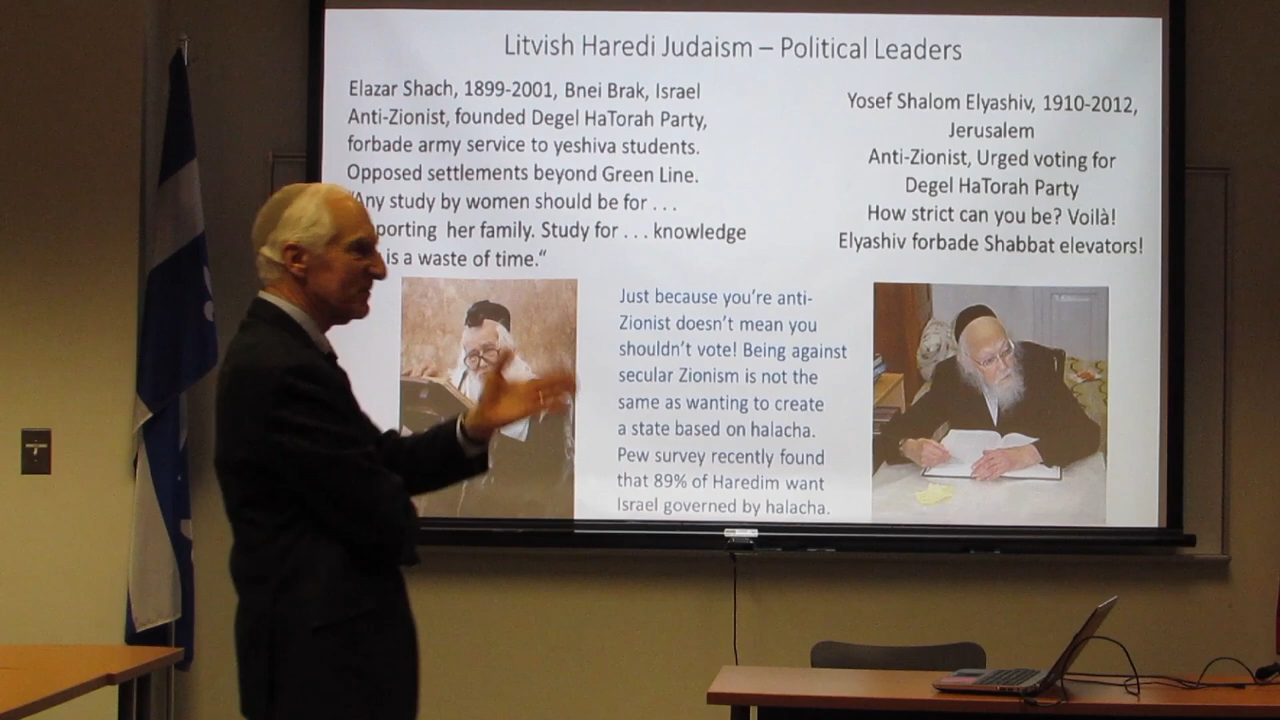 Litvish Haredi Judaism – Political Leaders
Elazar Shach, 1899-2001, Bnei Brak, Israel
Anti-Zionist, founded Degel HaTorah Party,
forbade army service to yeshiva students.
Opposed settlements beyond Green Line.
"Any study by women should be for . . .
porting her family. Study for . . . knowledge
is a waste of time."
Yosef Shalom Elyashiv, 1910-2012,
Jerusalem
Anti-Zionist, Urged voting for
Degel HaTorah Party
How strict can you be? Voilà!
Elyashiv forbade Shabbat elevators!
Just because you're anti-
Zionist doesn't mean you
shouldn't vote! Being against
secular Zionism is not the
same as wanting to create
a state based on halacha.
Pew survey recently found
that 89% of Haredim want
Israel governed by halacha.